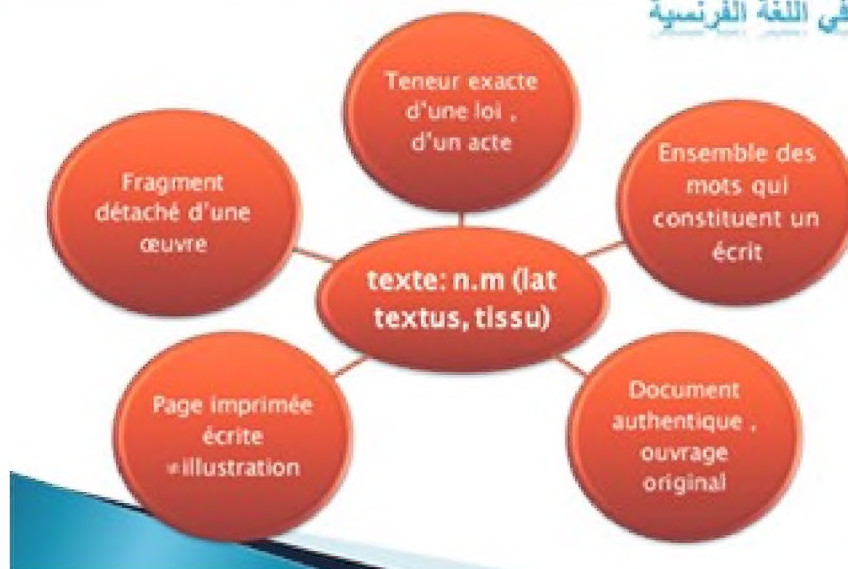 في اللغة الفرنسية
Teneur exacte
d'une loi ,
d'un acte
Ensemble des
mots qui
constituent un
écrit
Fragment
détaché d'une
œuvre
texte: n.m (lat
textus, tissu)
Page imprimée
écrite
≠illustration
Document
authentique ,
ouvrage
original